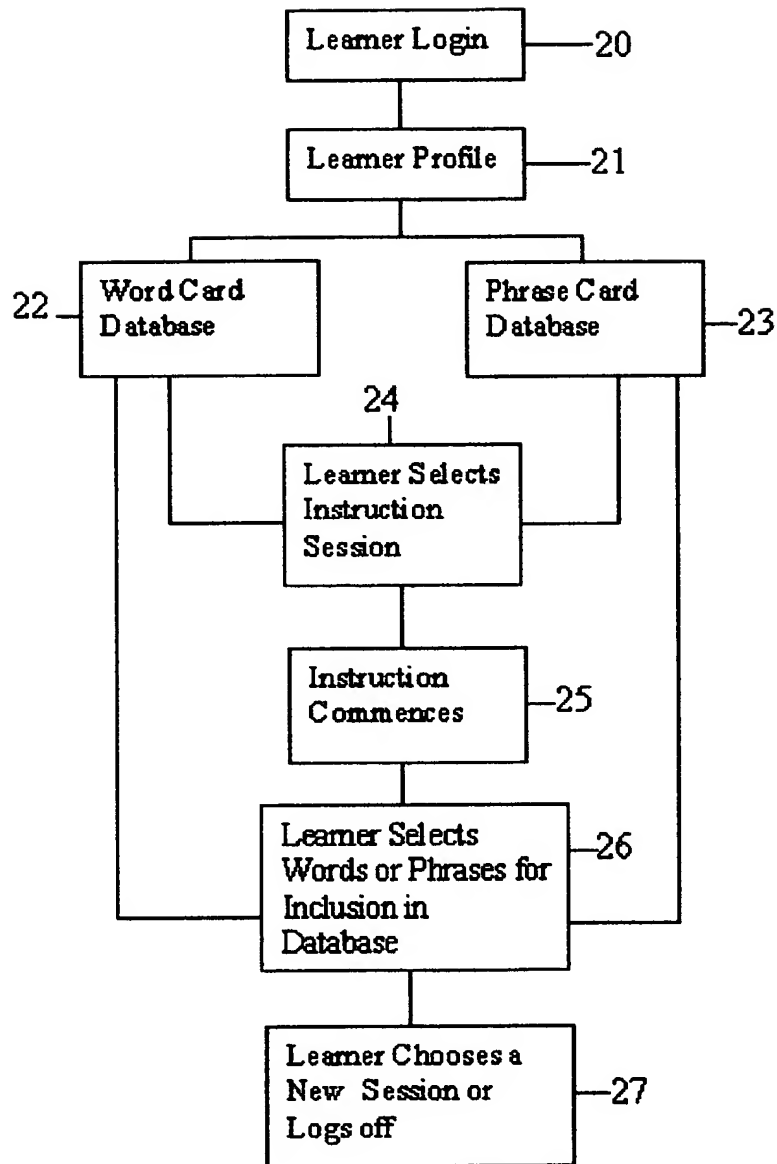 Learner Login
20
Learner Profile
21
22
Word Card
Database
Phrase Card
Database
23
24
Learner Selects
Instruction
Session
Instruction
Commences
25
Learner Selects
Words or Phrases for
Inclusion in
Database
26
Learner Chooses a
New Session or
Logs off
27